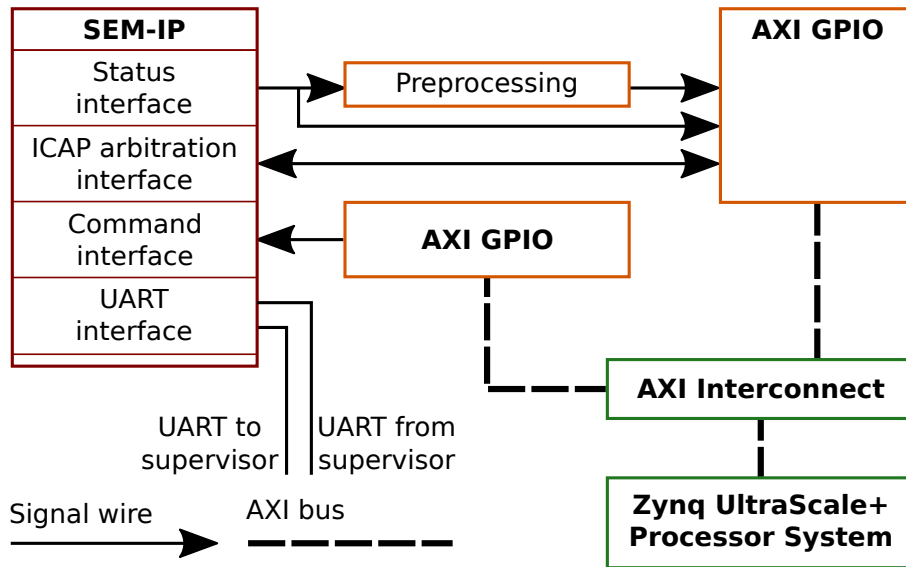 SEM-IP
Status
interface
ICAP arbitration
interface
Command
interface
UART
interface
Preprocessing
AXI GPIO
AXI GPIO
AXI Interconnect
Zynq UltraScale+
Processor System
UART to
supervisor
UART from
supervisor
Signal wire
AXI bus